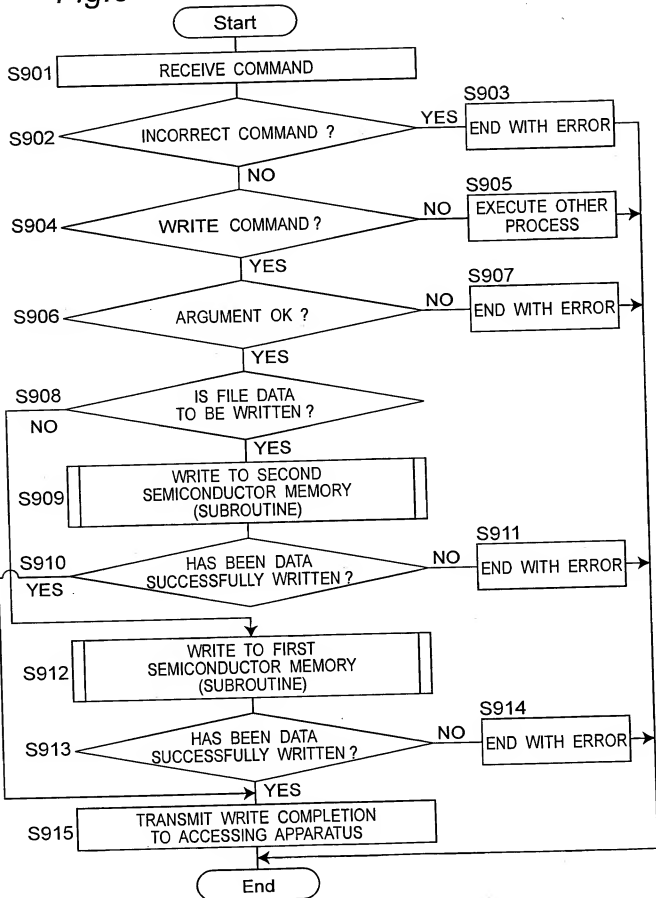 Start
S901
RECEIVE COMMAND
S903
YES
END WITH ERROR
S902
INCORRECT COMMAND ?
NO
S905
S904
WRITE COMMAND ?
NO
EXECUTE OTHER
PROCESS
YES
S907
S906
ARGUMENT OK ?
NO
END WITH ERROR
YES
S908
IS FILE DATA
TO BE WRITTEN ?
NO
YES
S909
WRITE TO SECOND
SEMICONDUCTOR MEMORY
(SUBROUTINE)
S911
S910
HAS BEEN DATA
SUCCESSFULLY WRITTEN ?
NO
END WITH ERROR
YES
S912
WRITE TO FIRST
SEMICONDUCTOR MEMORY
(SUBROUTINE)
S914
S913
HAS BEEN DATA
SUCCESSFULLY WRITTEN ?
NO
END WITH ERROR
YES
S915
TRANSMIT WRITE COMPLETION
TO ACCESSING APPARATUS
End